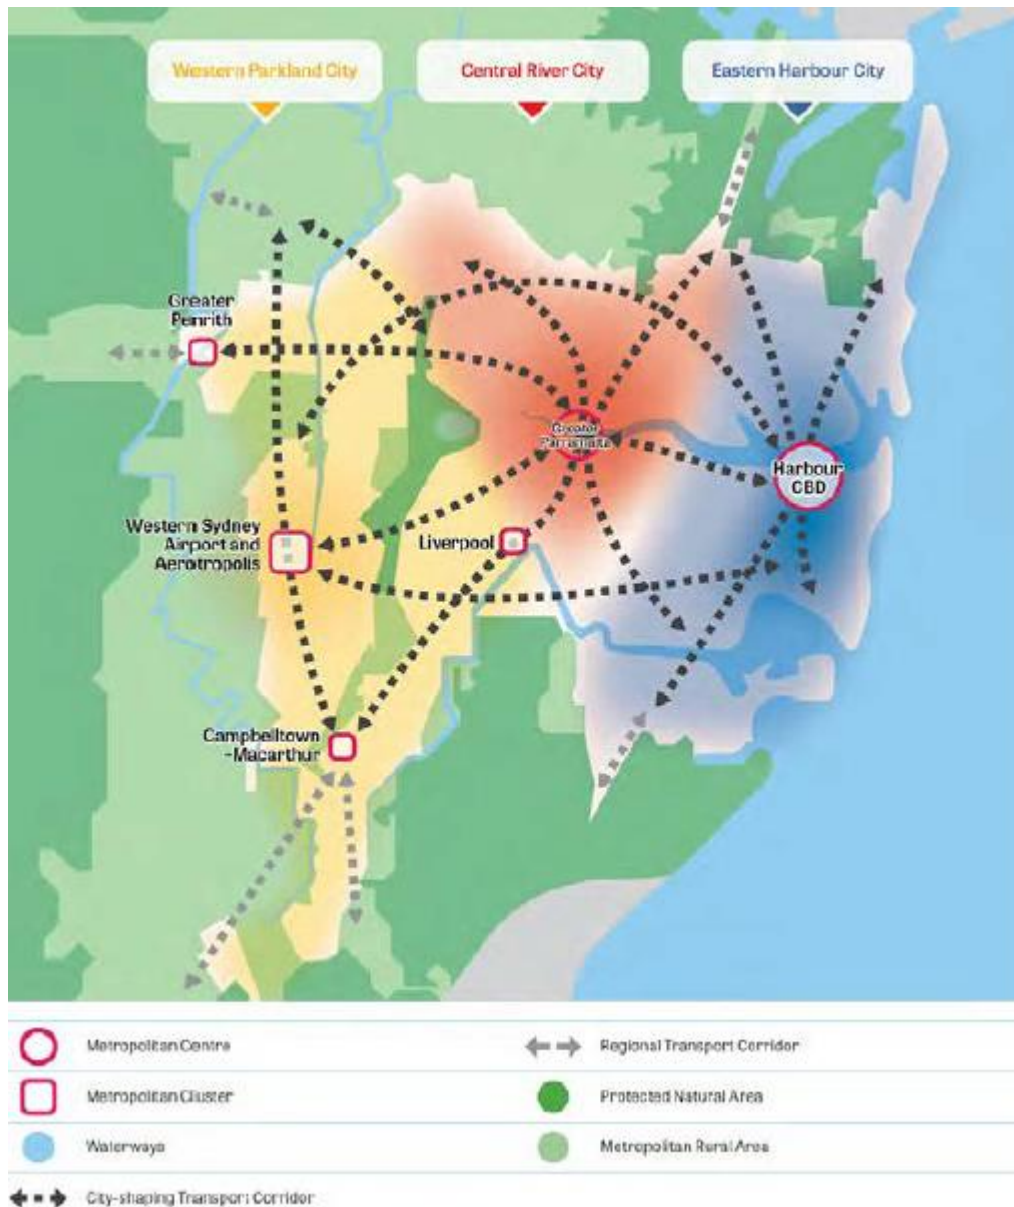 Western Parkland City
Central River City
Eastern Harbour City
Greater
Penrith
Greater
Parramatta
Harbour
CBD
Western Sydney
Airport and
Aerotropolis
Liverpool
Campbelltown
-Macarthur
Metropolitan Centre
Regional Transport Corridor
Metropolitan Cluster
Protected Natural Area
Waterways
Metropolitan Rural Area
City-shaping Transport Corridor